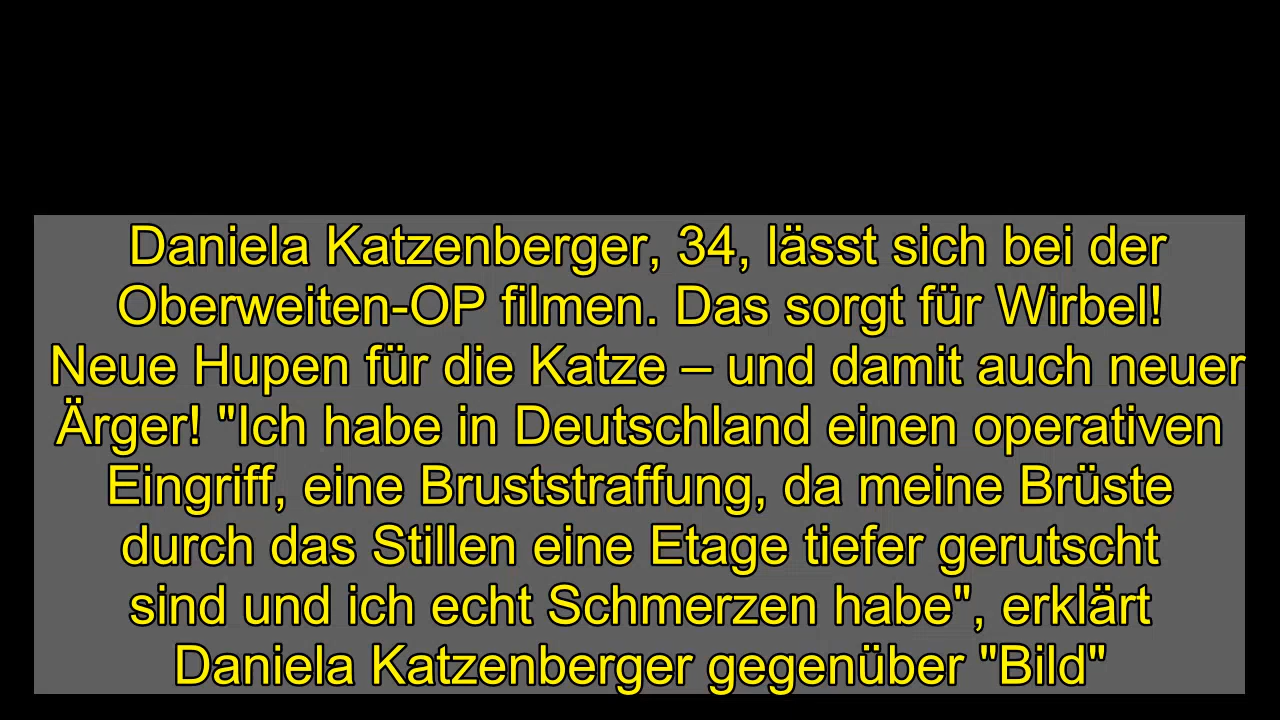 Daniela Katzenberger, 34, lässt sich bei der
Oberweiten-OP filmen. Das sorgt für Wirbel!
Neue Hupen für die Katze – und damit auch neuer
Ärger! "Ich habe in Deutschland einen operativen
Eingriff, eine Bruststraffung, da meine Brüste
durch das Stillen eine Etage tiefer gerutscht
sind und ich echt Schmerzen habe", erklärt
Daniela Katzenberger gegenüber "Bild"